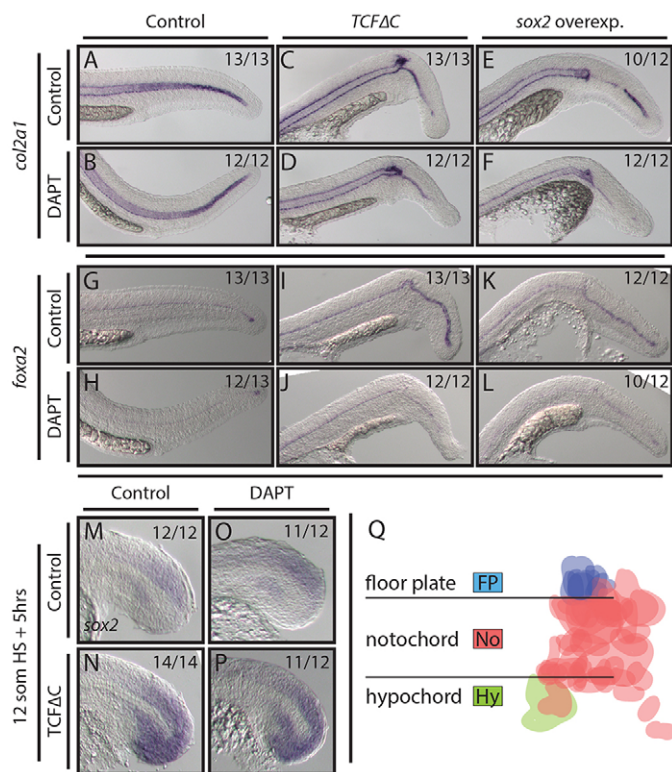 Control TCFΔC sox2 overexp.
col2a1
Control
A 13/13 C 13/13 E 10/12
DAPT
B 12/12 D 12/12 F 12/12
foxa2
Control
G 13/13 I 13/13 K 12/12
DAPT
H 12/13 J 12/12 L 10/12
Control DAPT
12 som HS + 5hrs
Control
M 12/12 O 11/12
sox2
TCFΔC
N 14/14 P 11/12
Q
floor plate FP
notochord No
hypochord Hy